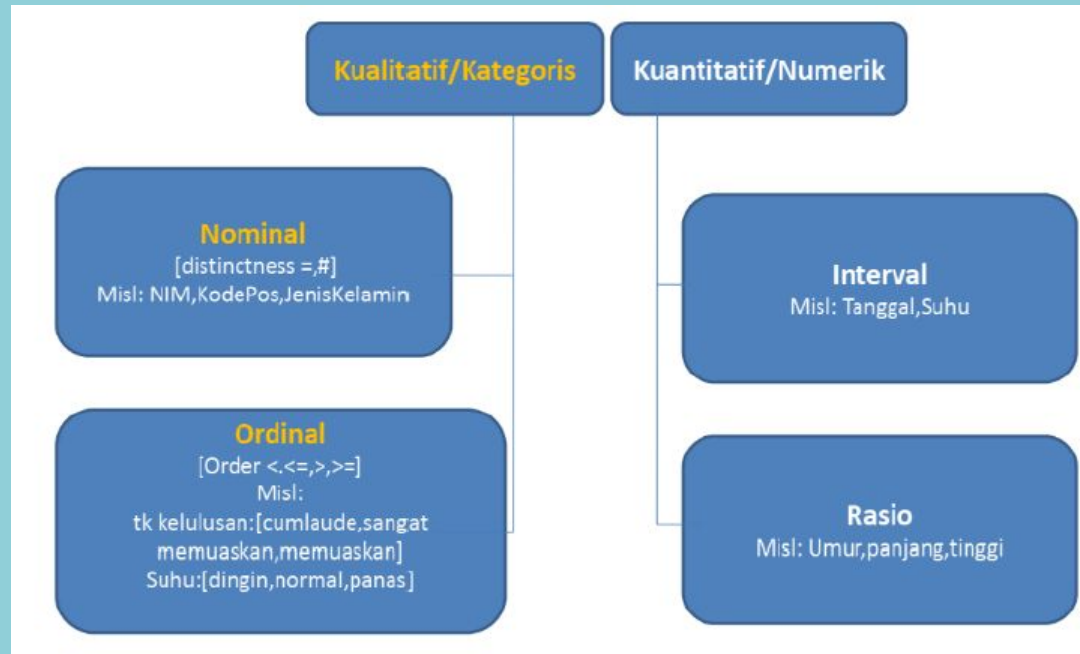 Kualitatif/Kategoris
Kuantitatif/Numerik
Nominal
[distinctness =,#]
Misl: NIM,KodePos,JenisKelamin
Ordinal
[Order <.<=,>,>=]
Misl:
tk kelulusan:[cumlaude,sangat
memuaskan,memuaskan]
Suhu:[dingin,normal,panas]
Interval
Misl: Tanggal,Suhu
Rasio
Misl: Umur,panjang,tinggi